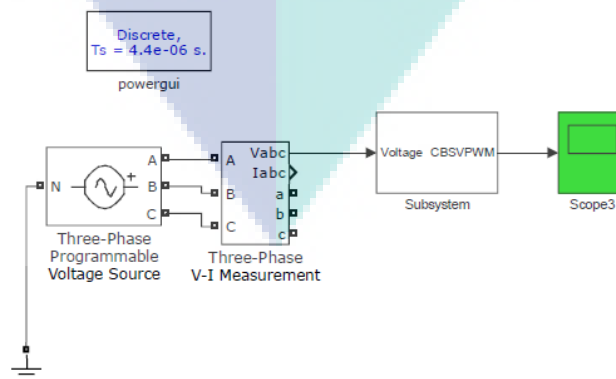 Discrete,
Ts = 4.4e-06 s.
powergui
N
A
B
C
Three-Phase
Programmable
Voltage Source
A
B
C
Vabc
Iabc
a
b
c
Three-Phase
V-I Measurement
Voltage CBSVPWM
Subsystem
Scope3